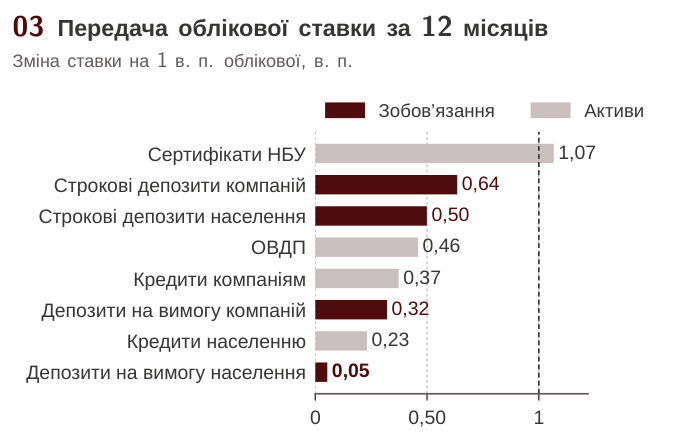 03 Передача облікової ставки за 12 місяців
Зміна ставки на 1 в. п. облікової, в. п.
Зобов’язання Активи
Сертифікати НБУ 1,07
Строкові депозити компаній 0,64
Строкові депозити населення 0,50
ОВДП 0,46
Кредити компаніям 0,37
Депозити на вимогу компаній 0,32
Кредити населенню 0,23
Депозити на вимогу населення 0,05
0 0,50 1